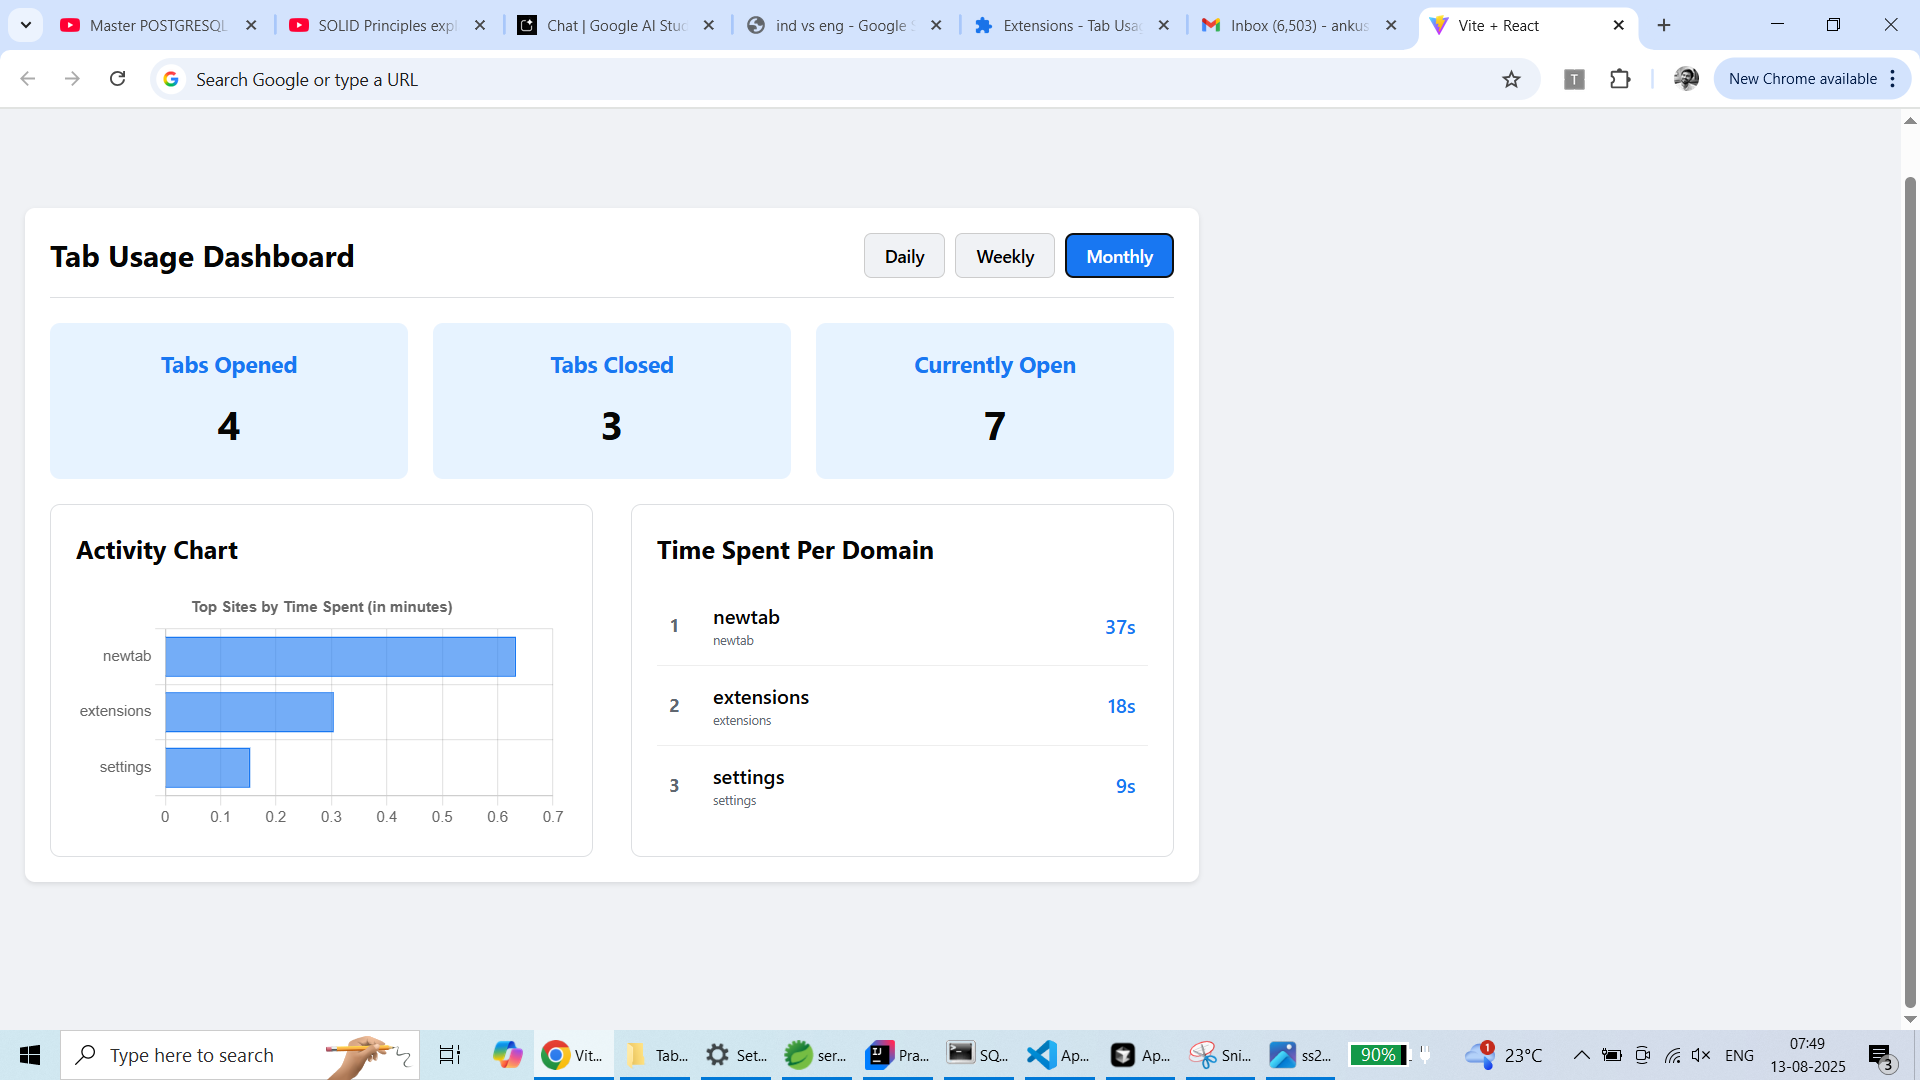 Master POSTGRESQL
SOLID Principles expl
Chat | Google AI Stud
ind vs eng - Google S
Extensions - Tab Usag
Inbox (6,503) - ankus
Vite + React
Search Google or type a URL
T
New Chrome available
Tab Usage Dashboard
Daily
Weekly
Monthly
Tabs Opened
4
Tabs Closed
3
Currently Open
7
Activity Chart
Top Sites by Time Spent (in minutes)
newtab
extensions
settings
0 0.1 0.2 0.3 0.4 0.5 0.6 0.7
Time Spent Per Domain
1 newtab 37s
newtab
2 extensions 18s
extensions
3 settings 9s
settings
Type here to search
Vit...
Tab...
Set...
ser...
Pra...
SQ...
Ap...
Ap...
Sni...
ss2...
90%
1
23°C
ENG
07:49
13-08-2025
3